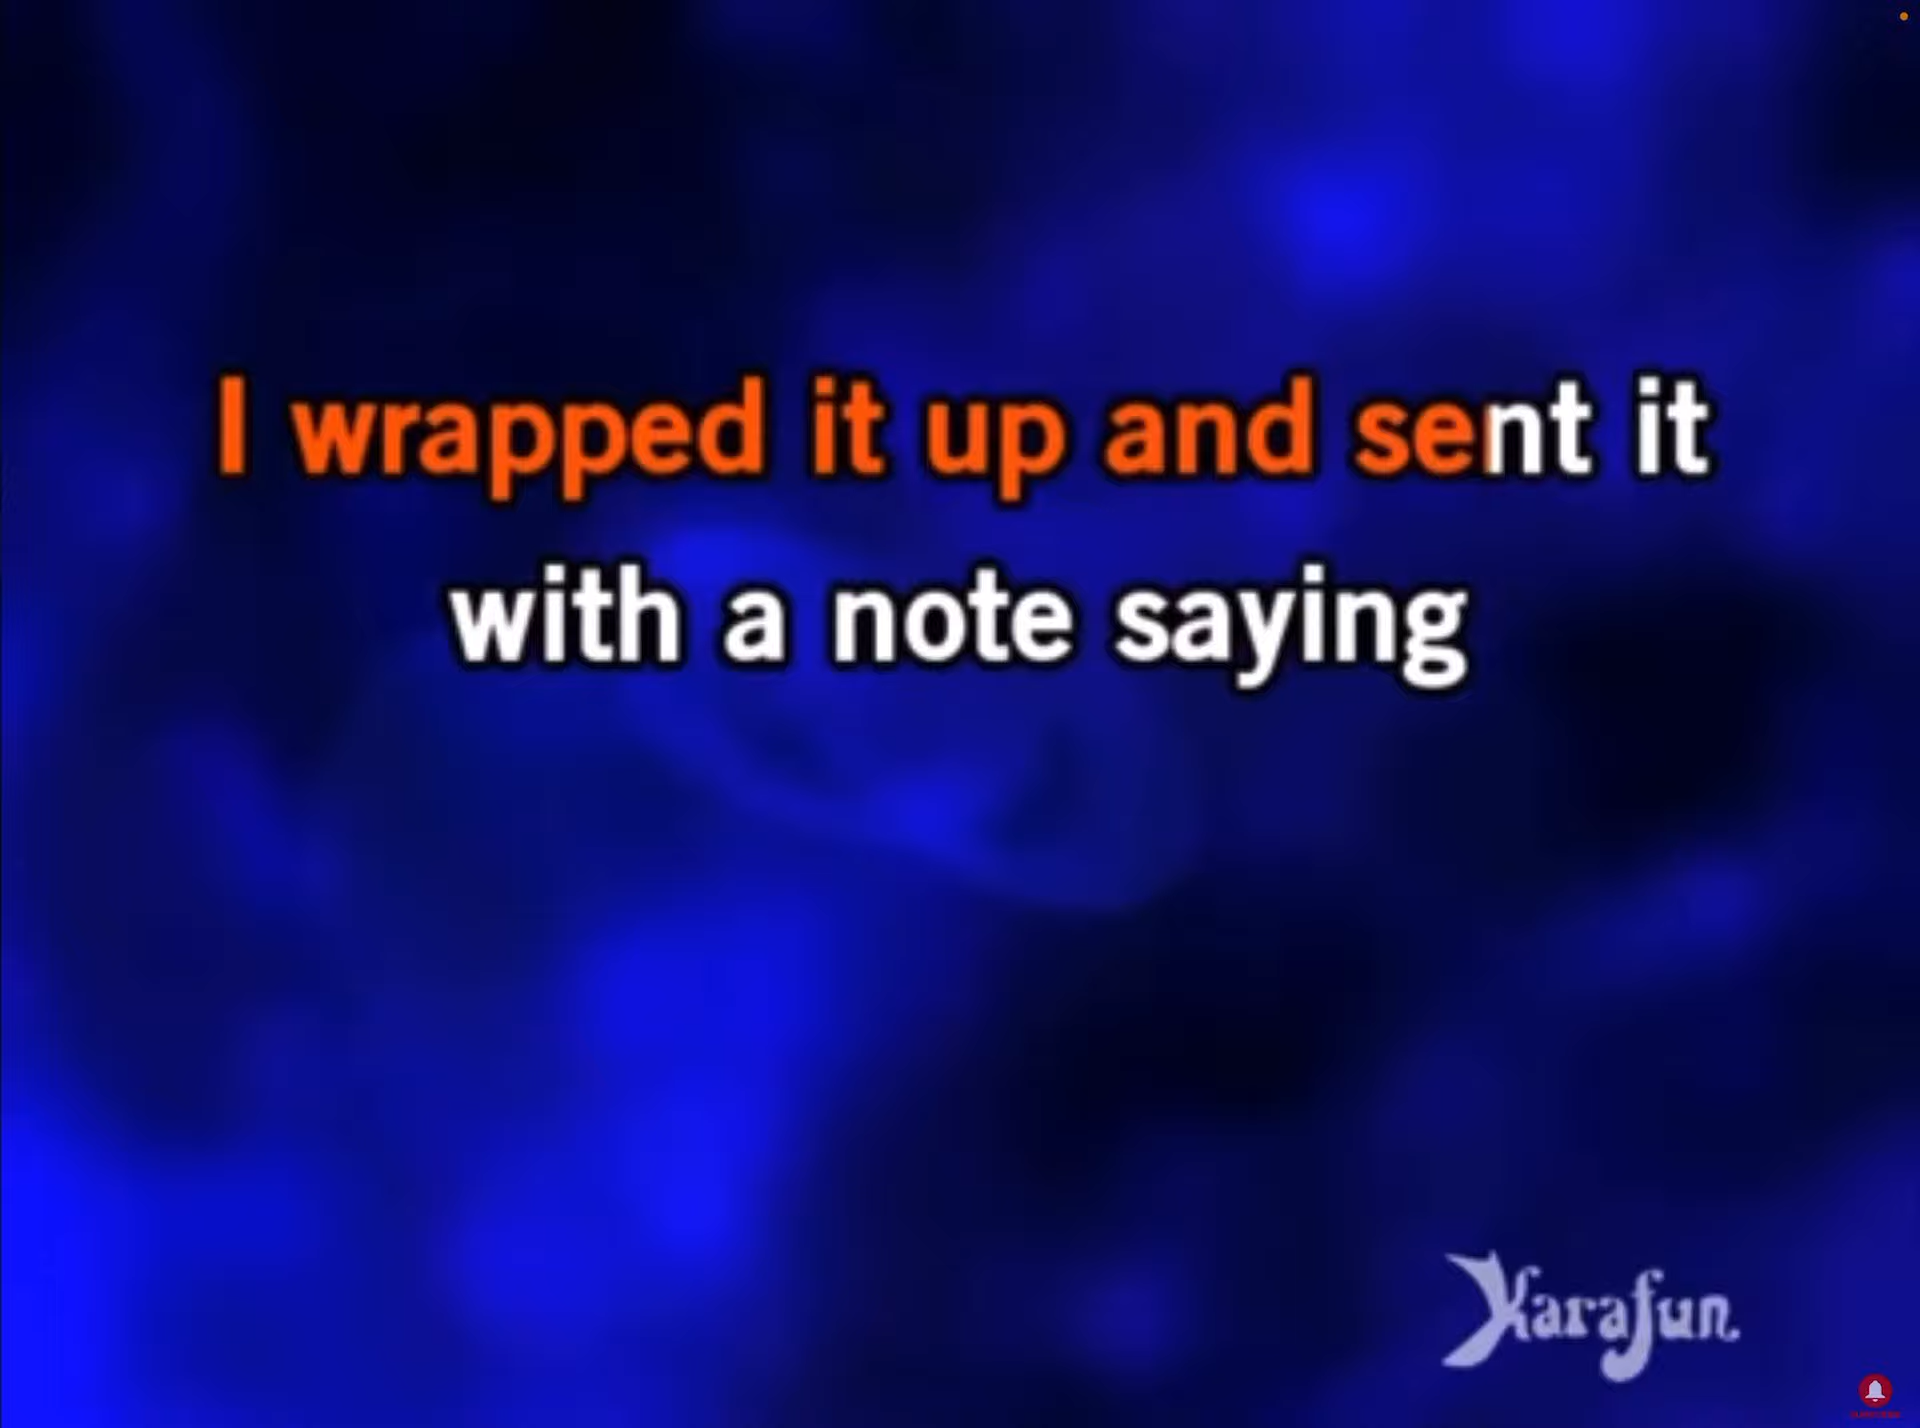 I wrapped it up and sent it
with a note saying
Karafun